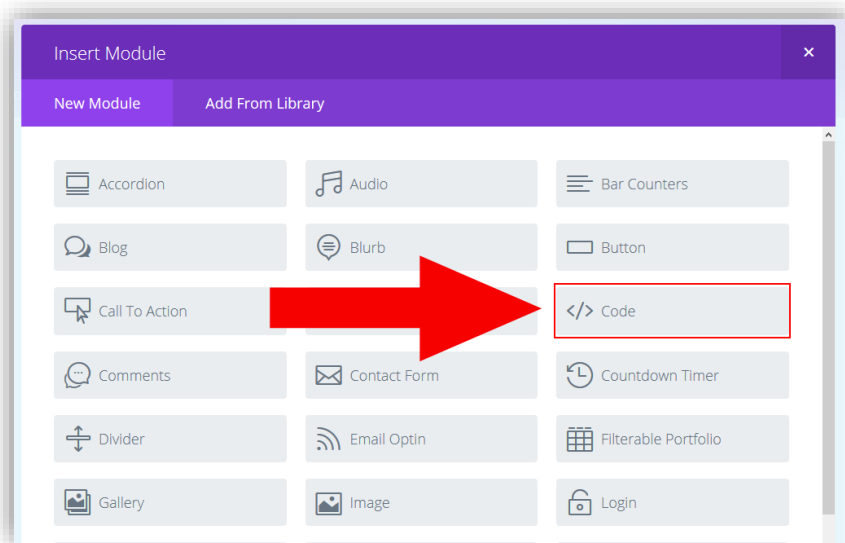 Insert Module
×
New Module Add From Library
Accordion Audio Bar Counters
Blog Blurb Button
Call To Action </> Code
Comments Contact Form Countdown Timer
Divider Email Optin Filterable Portfolio
Gallery Image Login